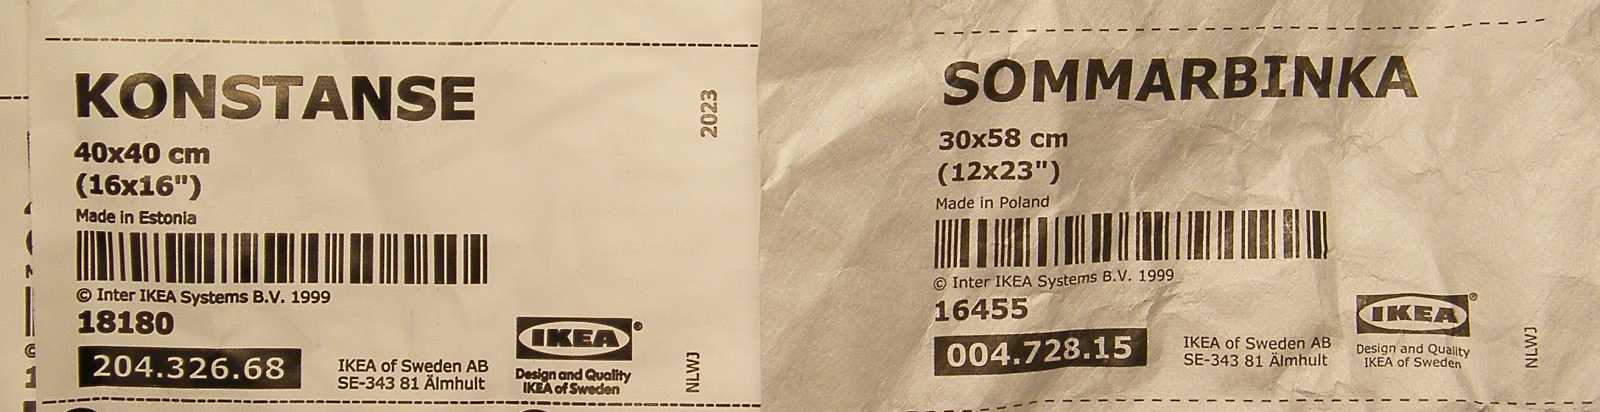 KONSTANSE
2023
40x40 cm
(16x16")
Made in Estonia
© Inter IKEA Systems B.V. 1999
18180
204.326.68
IKEA of Sweden AB
SE-343 81 Älmhult
IKEA®
Design and Quality
IKEA of Sweden
NLWJ
SOMMARBINKA
30x58 cm
(12x23")
Made in Poland
© Inter IKEA Systems B.V. 1999
16455
004.728.15
IKEA of Sweden AB
SE-343 81 Älmhult
IKEA®
Design and Quality
IKEA of Sweden
NLWJ